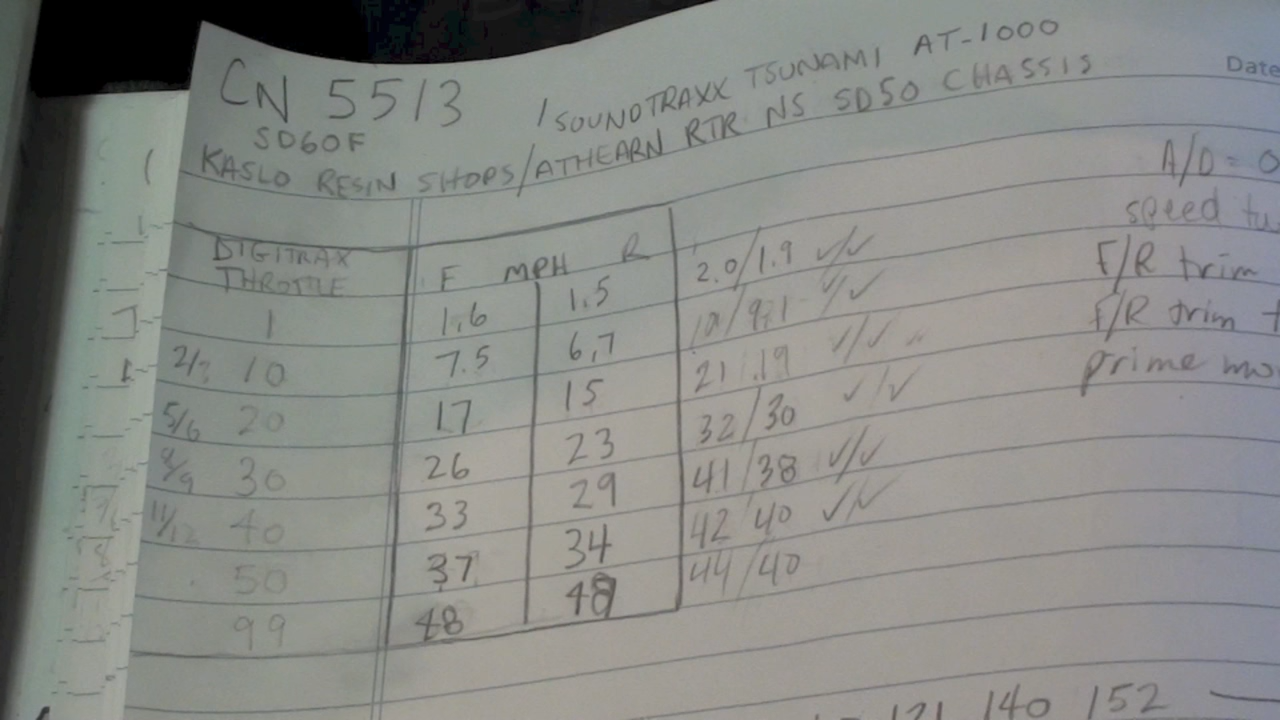 CN 5513
SD60F
/ SOUNDTRAXX TSUNAMI AT-1000
KASLO RESIN SHOPS/ATHEARN RTR NS SD50 CHASSIS
Date
A/D = 0
speed
F/R trim
F/R trim
prime mo
DIGITRAX THROTTLE F MPH R
1 1.6 1.5 2.0/1.9 ✓/✓
10 7.5 6.7 ✓/✓
5/6 20 17 15 21 19 ✓/✓
8/9 30 26 23 32/30 ✓/✓
11/12 40 33 29 41/38 ✓/✓
50 37 34 42/40 ✓/✓
99 48 48 44/40
121 140 152